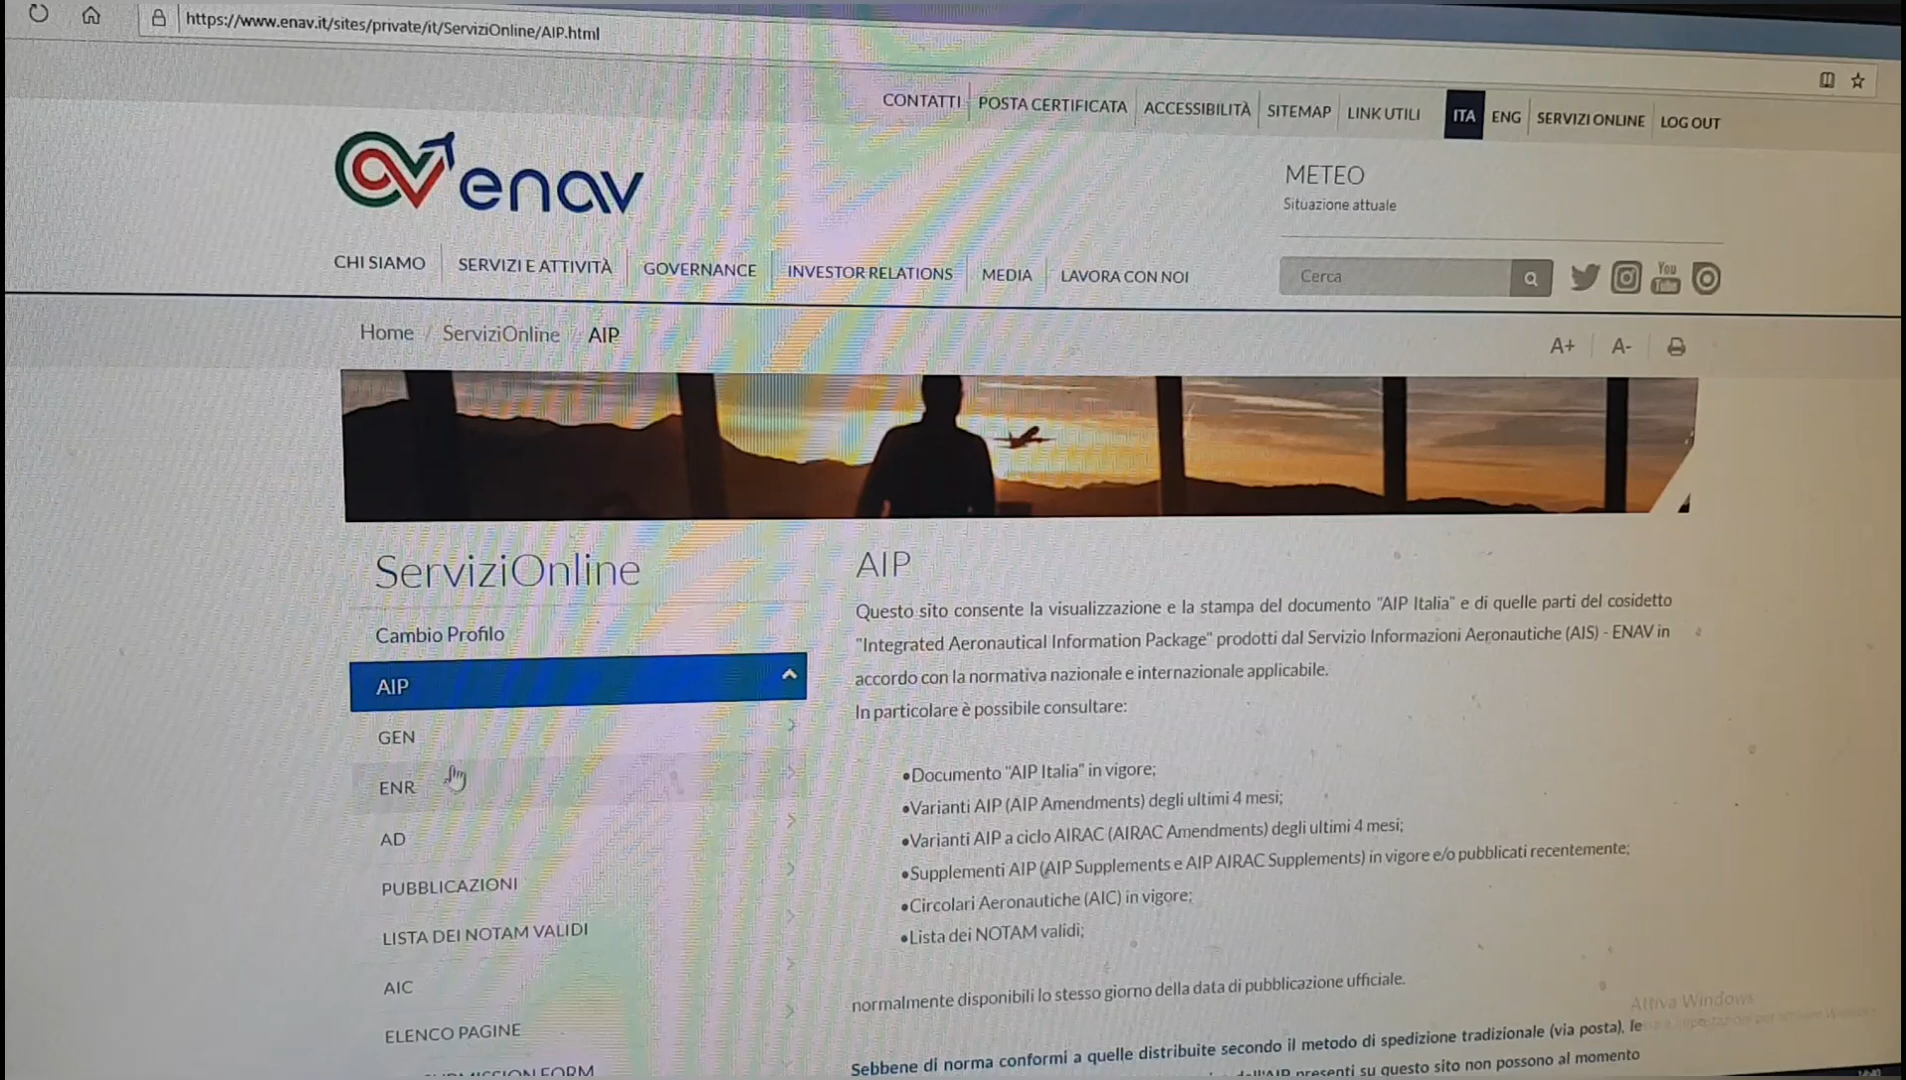 https://www.enav.it/sites/private/it/ServiziOnline/AIP.html
CONTATTI POSTA CERTIFICATA ACCESSIBILITÀ SITEMAP LINK UTILI ITA ENG SERVIZI ONLINE LOG OUT
enav
METEO
Situazione attuale
CHI SIAMO SERVIZI E ATTIVITÀ GOVERNANCE INVESTOR RELATIONS MEDIA LAVORA CON NOI
Cerca
You Tube
Home / ServiziOnline / AIP
A+ A-
ServiziOnline
Cambio Profilo
AIP
GEN
ENR
AD
PUBBLICAZIONI
LISTA DEI NOTAM VALIDI
AIC
ELENCO PAGINE
FORM
AIP
Questo sito consente la visualizzazione e la stampa del documento "AIP Italia" e di quelle parti del cosidetto
"Integrated Aeronautical Information Package" prodotti dal Servizio Informazioni Aeronautiche (AIS) - ENAV in
accordo con la normativa nazionale e internazionale applicabile.
In particolare è possibile consultare:
•Documento "AIP Italia" in vigore;
•Varianti AIP (AIP Amendments) degli ultimi 4 mesi;
•Varianti AIP a ciclo AIRAC (AIRAC Amendments) degli ultimi 4 mesi;
•Supplementi AIP (AIP Supplements e AIP AIRAC Supplements) in vigore e/o pubblicati recentemente;
•Circolari Aeronautiche (AIC) in vigore;
•Lista dei NOTAM validi;
normalmente disponibili lo stesso giorno della data di pubblicazione ufficiale.
Attiva Windows
Sebbene di norma conformi a quelle distribuite secondo il metodo di spedizione tradizionale (via posta), le
dell'AIP presenti su questo sito non possono al momento